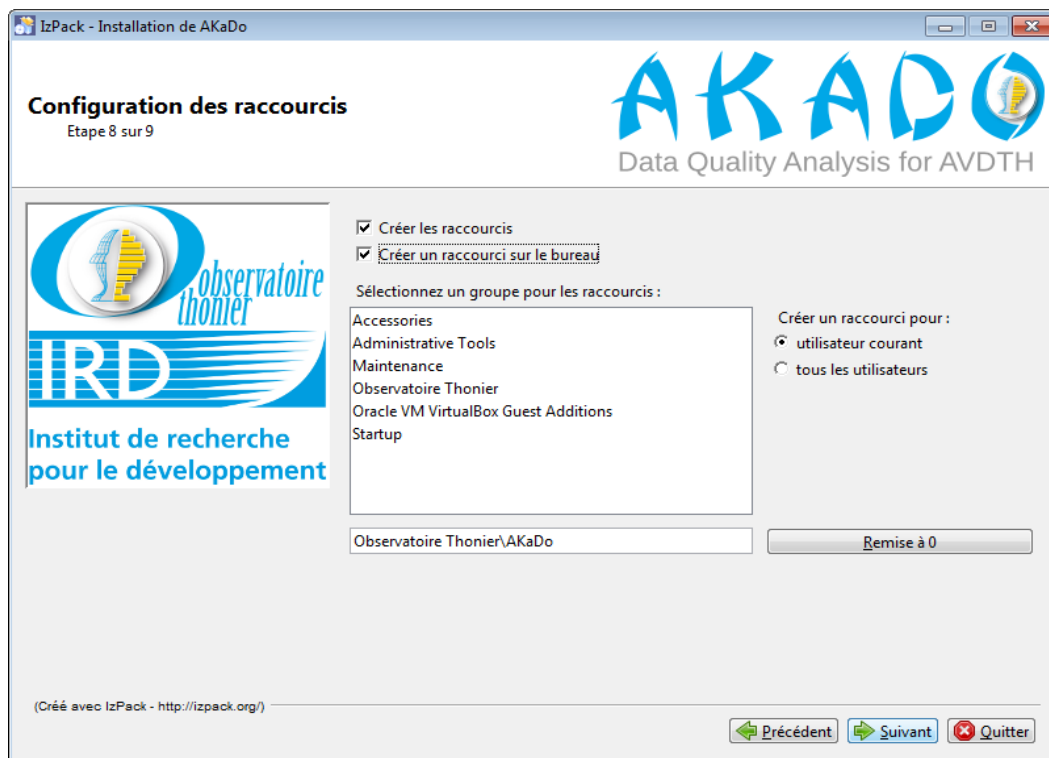 IzPack - Installation de AKaDo
AKADO
Configuration des raccourcis
Etape 8 sur 9
Data Quality Analysis for AVDTH
Observatoire
thonier
IRD
Institut de recherche
pour le développement
Créer les raccourcis
Créer un raccourci sur le bureau
Sélectionnez un groupe pour les raccourcis :
Accessories
Administrative Tools
Maintenance
Observatoire Thonier
Oracle VM VirtualBox Guest Additions
Startup
Créer un raccourci pour :
utilisateur courant
tous les utilisateurs
Observatoire Thonier\AKaDo
Remise à 0
(Créé avec IzPack - http://izpack.org/)
Précédent
Suivant
Quitter